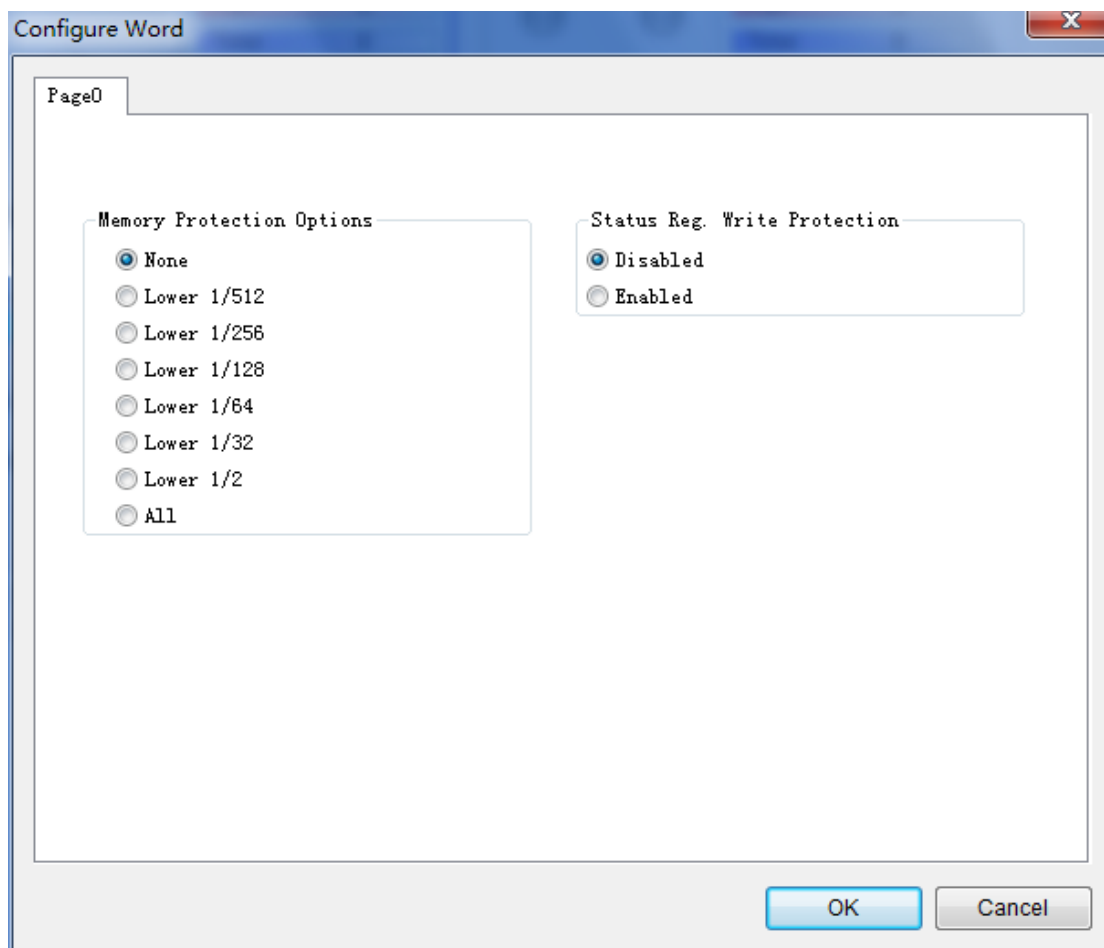 Configure Word
Page0
Memory Protection Options
None
Lower 1/512
Lower 1/256
Lower 1/128
Lower 1/64
Lower 1/32
Lower 1/2
All
Status Reg. Write Protection
Disabled
Enabled
OK
Cancel